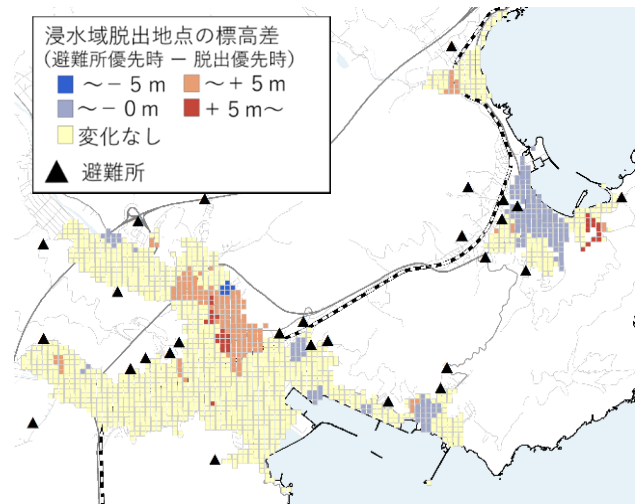 浸水域脱出地点の標高差
(避難所優先時 － 脱出優先時)
～－５ｍ
～＋５ｍ
～－０ｍ
＋５ｍ～
変化なし
避難所